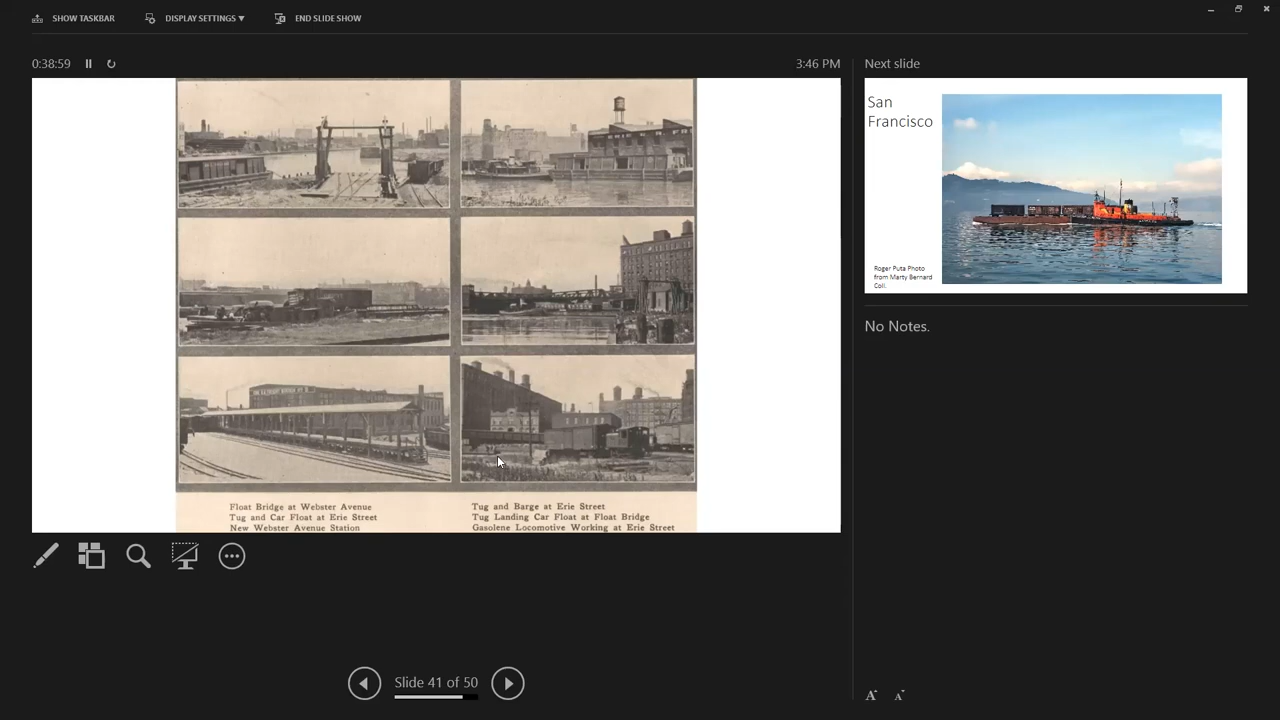 SHOW TASKBAR
DISPLAY SETTINGS ▼
END SLIDE SHOW
0:38:59
3:46 PM
Float Bridge at Webster Avenue
Tug and Car Float at Erie Street
New Webster Avenue Station
Tug and Barge at Erie Street
Tug Landing Car Float at Float Bridge
Gasolene Locomotive Working at Erie Street
Slide 41 of 50
Next slide
San
Francisco
Roger Puta Photo
from Marty Bernard
Coll.
No Notes.
A
A